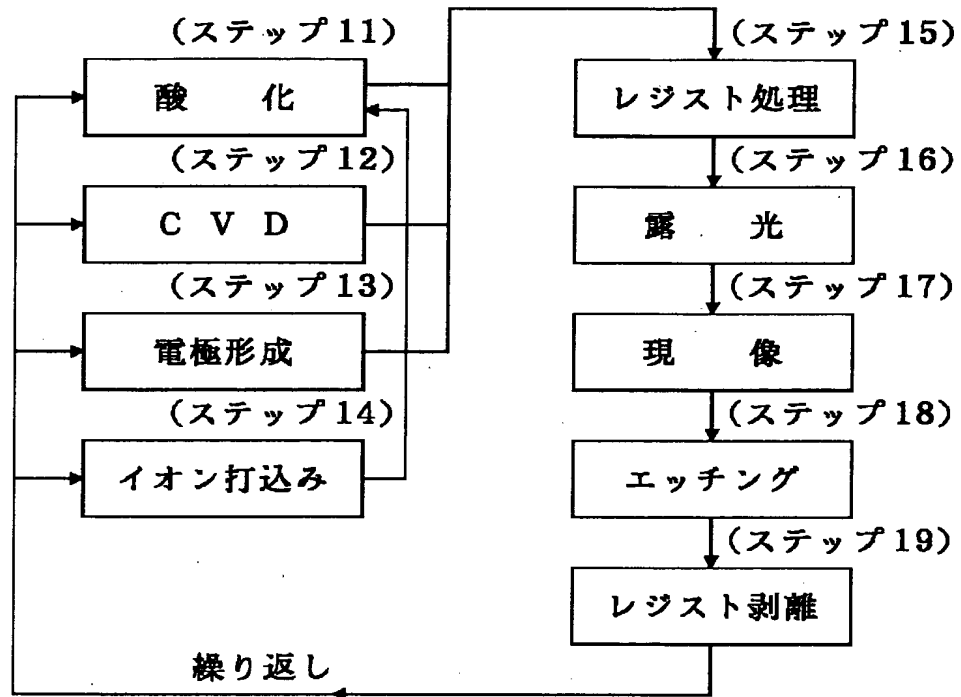 (ステップ11)
酸化
(ステップ12)
CVD
(ステップ13)
電極形成
(ステップ14)
イオン打込み
(ステップ15)
レジスト処理
(ステップ16)
露光
(ステップ17)
現像
(ステップ18)
エッチング
(ステップ19)
レジスト剥離
繰り返し